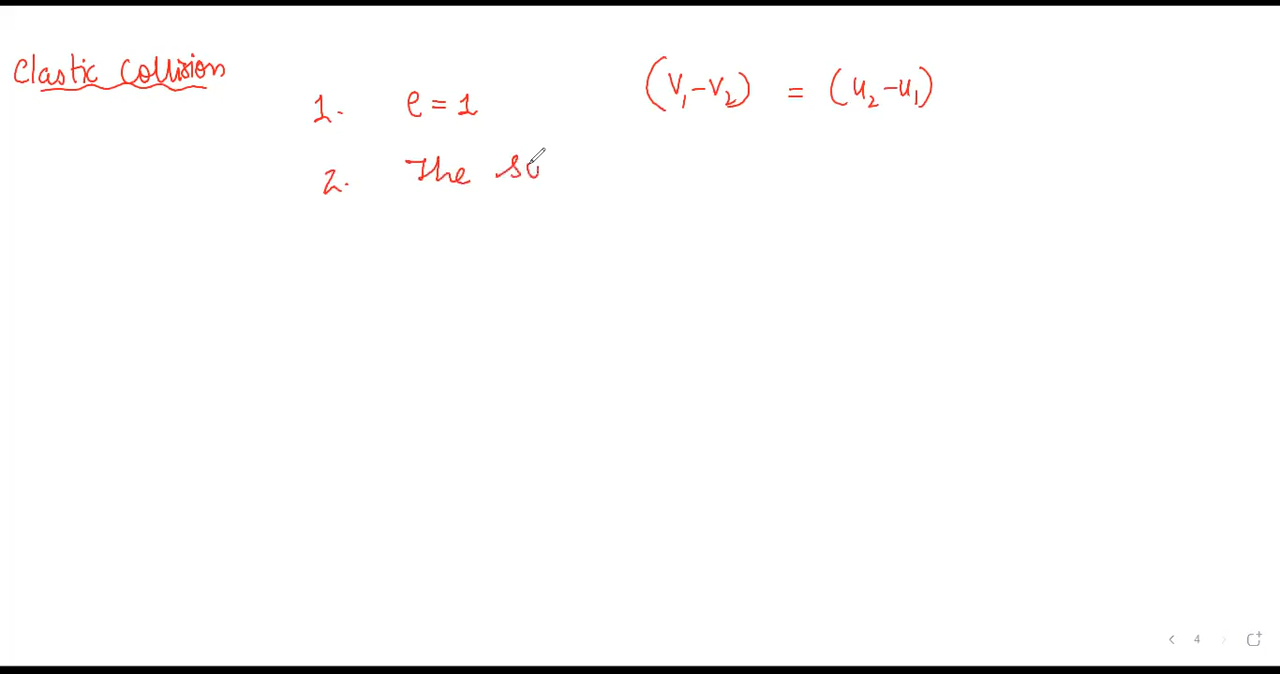 Elastic Collision
1. e = 1 (V₁-V₂) = (u₂-u₁)
2. The
4